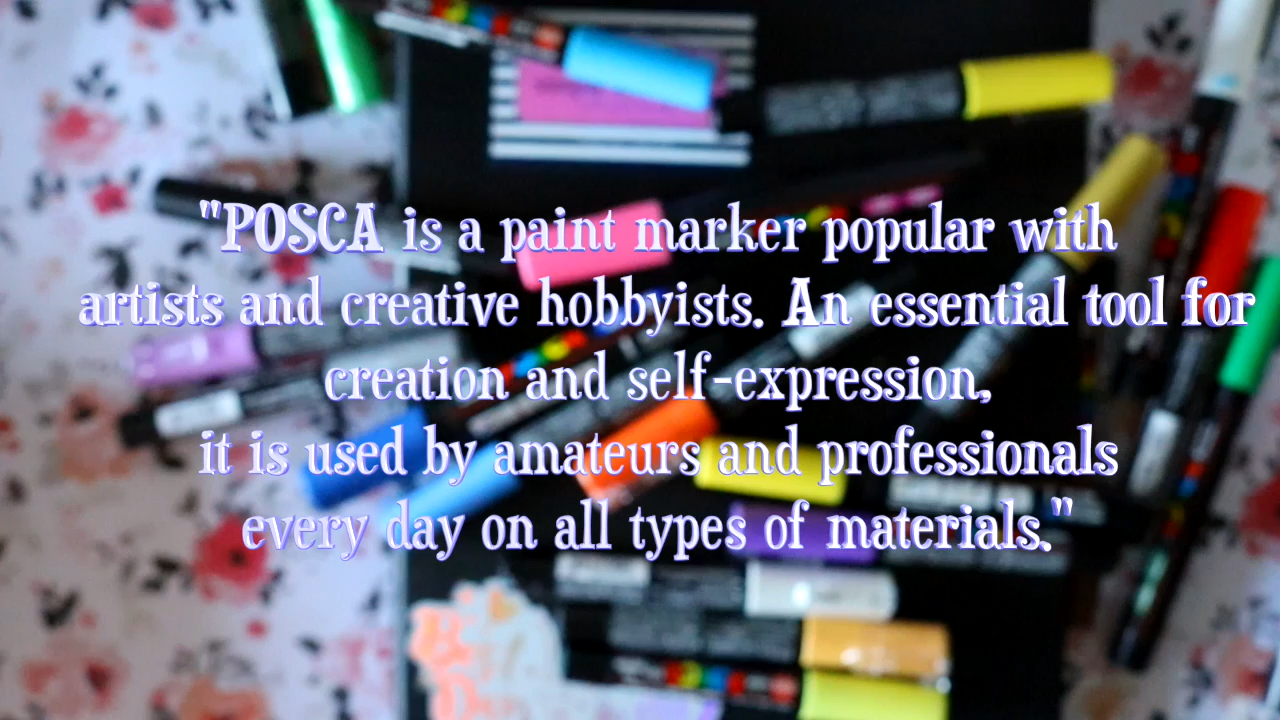 "POSCA is a paint marker popular with
artists and creative hobbyists. An essential tool for
creation and self-expression,
it is used by amateurs and professionals
every day on all types of materials."